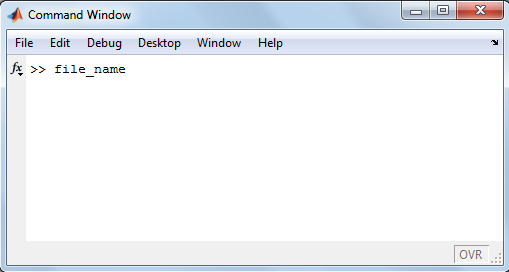 Command Window
File Edit Debug Desktop Window Help
fx >> file_name
OVR